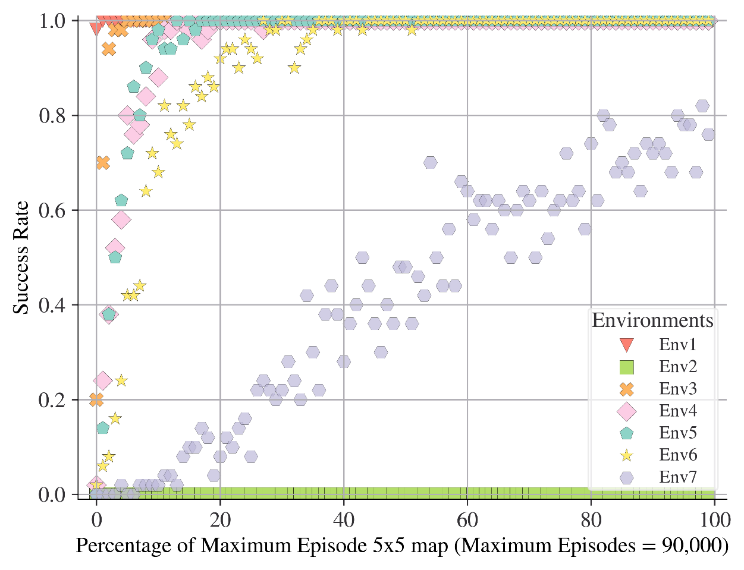 Success Rate
1.0
0.8
0.6
0.4
0.2
0.0
0
20
40
60
80
100
Percentage of Maximum Episode 5x5 map (Maximum Episodes = 90,000)
Environments
Env1
Env2
Env3
Env4
Env5
Env6
Env7